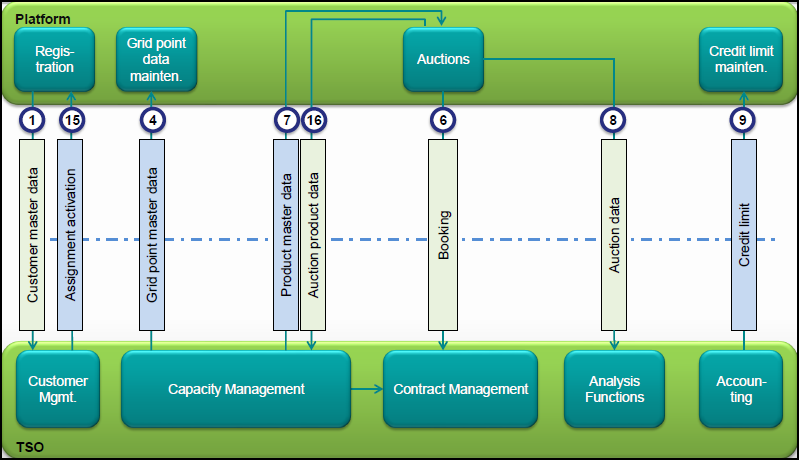 Platform
Regis-
tration
Grid point
data
mainten.
Auctions
Credit limit
mainten.
1
15
4
7
16
6
8
9
Customer master data
Assignment activation
Grid point master data
Product master data
Auction product data
Booking
Auction data
Credit limit
Customer
Mgmt.
Capacity Management
Contract Management
Analysis
Functions
Accoun-
ting
TSO